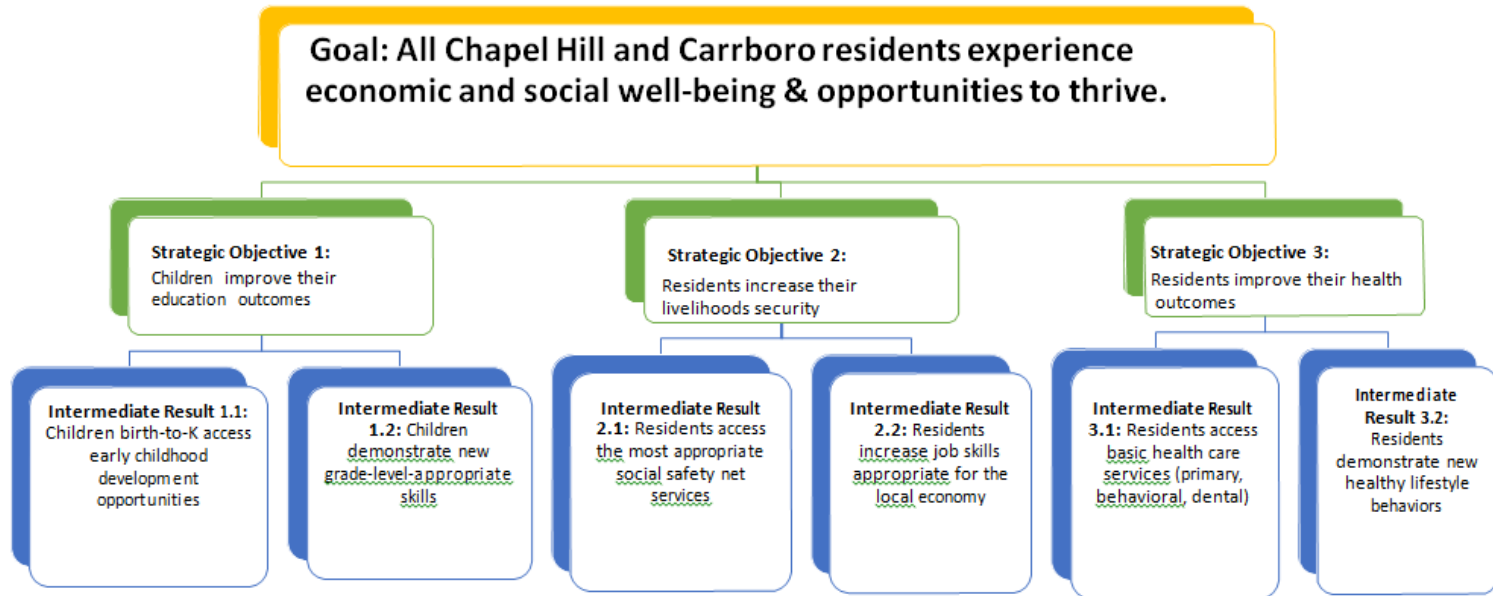 Goal: All Chapel Hill and Carrboro residents experience
economic and social well-being & opportunities to thrive.
Strategic Objective 1:
Children improve their
education outcomes
Strategic Objective 2:
Residents increase their
livelihoods security
Strategic Objective 3:
Residents improve their health
outcomes
Intermediate Result 1.1:
Children birth-to-K access
early childhood
development
opportunities
Intermediate Result
1.2: Children
demonstrate new
grade-level-appropriate
skills
Intermediate Result
2.1: Residents access
the most appropriate
social safety net
services
Intermediate Result
2.2: Residents
increase job skills
appropriate for the
local economy
Intermediate Result
3.1: Residents access
basic health care
services (primary,
behavioral, dental)
Intermediate
Result 3.2:
Residents
demonstrate new
healthy lifestyle
behaviors